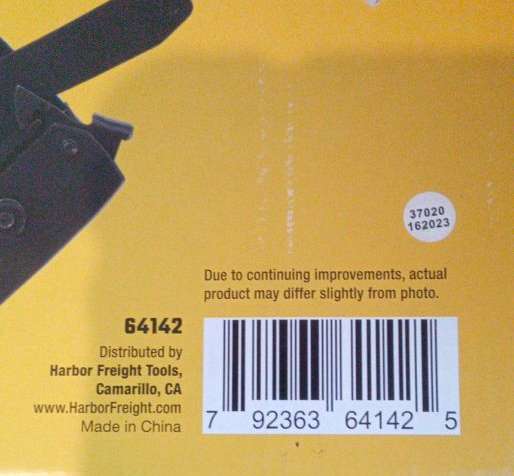 37020
162023
Due to continuing improvements, actual
product may differ slightly from photo.
64142
Distributed by
Harbor Freight Tools,
Camarillo, CA
www.HarborFreight.com
Made in China
7 92363 64142 5